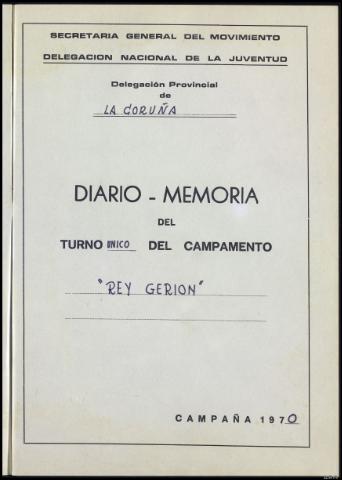 SECRETARIA GENERAL DEL MOVIMIENTO
DELEGACION NACIONAL DE LA JUVENTUD
Delegación Provincial
de
LA CORUÑA
DIARIO - MEMORIA
DEL
TURNO UNICO DEL CAMPAMENTO
"REY GERION"
CAMPAÑA 1970